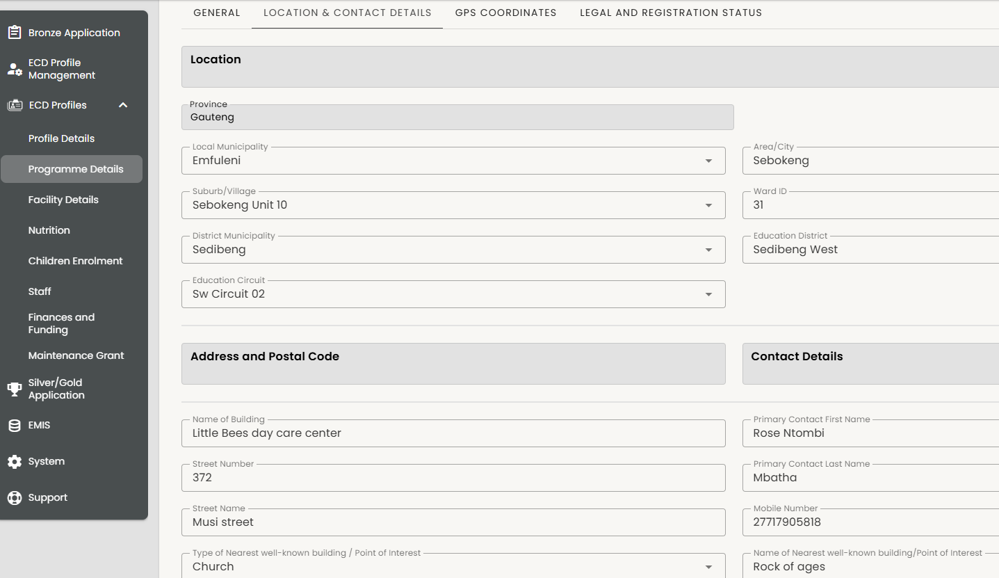 GENERAL
LOCATION & CONTACT DETAILS
GPS COORDINATES
LEGAL AND REGISTRATION STATUS
Bronze Application
ECD Profile
Management
ECD Profiles
Profile Details
Programme Details
Facility Details
Nutrition
Children Enrolment
Staff
Finances and
Funding
Maintenance Grant
Silver/Gold
Application
EMIS
System
Support
Location
Province
Gauteng
Local Municipality
Emfuleni
Area/City
Sebokeng
Suburb/Village
Sebokeng Unit 10
Ward ID
31
District Municipality
Sedibeng
Education District
Sedibeng West
Education Circuit
Sw Circuit 02
Address and Postal Code
Contact Details
Name of Building
Little Bees day care center
Primary Contact First Name
Rose Ntombi
Street Number
372
Primary Contact Last Name
Mbatha
Street Name
Musi street
Mobile Number
27717905818
Type of Nearest well-known building / Point of Interest
Church
Name of Nearest well-known building/Point of Interest
Rock of ages